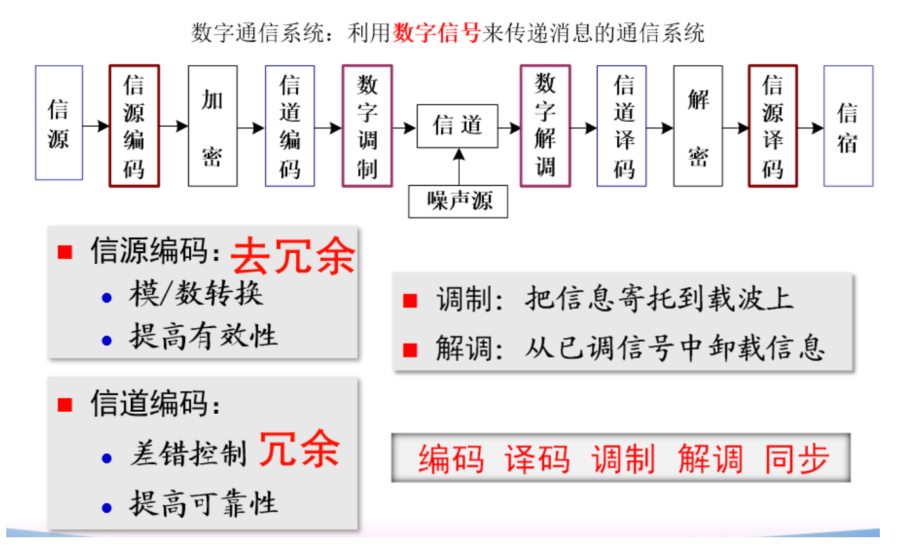 数字通信系统：利用数字信号来传递消息的通信系统
信源
信源编码
加密
信道编码
数字调制
信道
噪声源
数字解调
信道译码
解密
信源译码
信宿
■ 信源编码：去冗余
• 模/数转换
• 提高有效性
■ 信道编码：
• 差错控制 冗余
• 提高可靠性
■ 调制：把信息寄托到载波上
■ 解调：从已调信号中卸载信息
编码 译码 调制 解调 同步